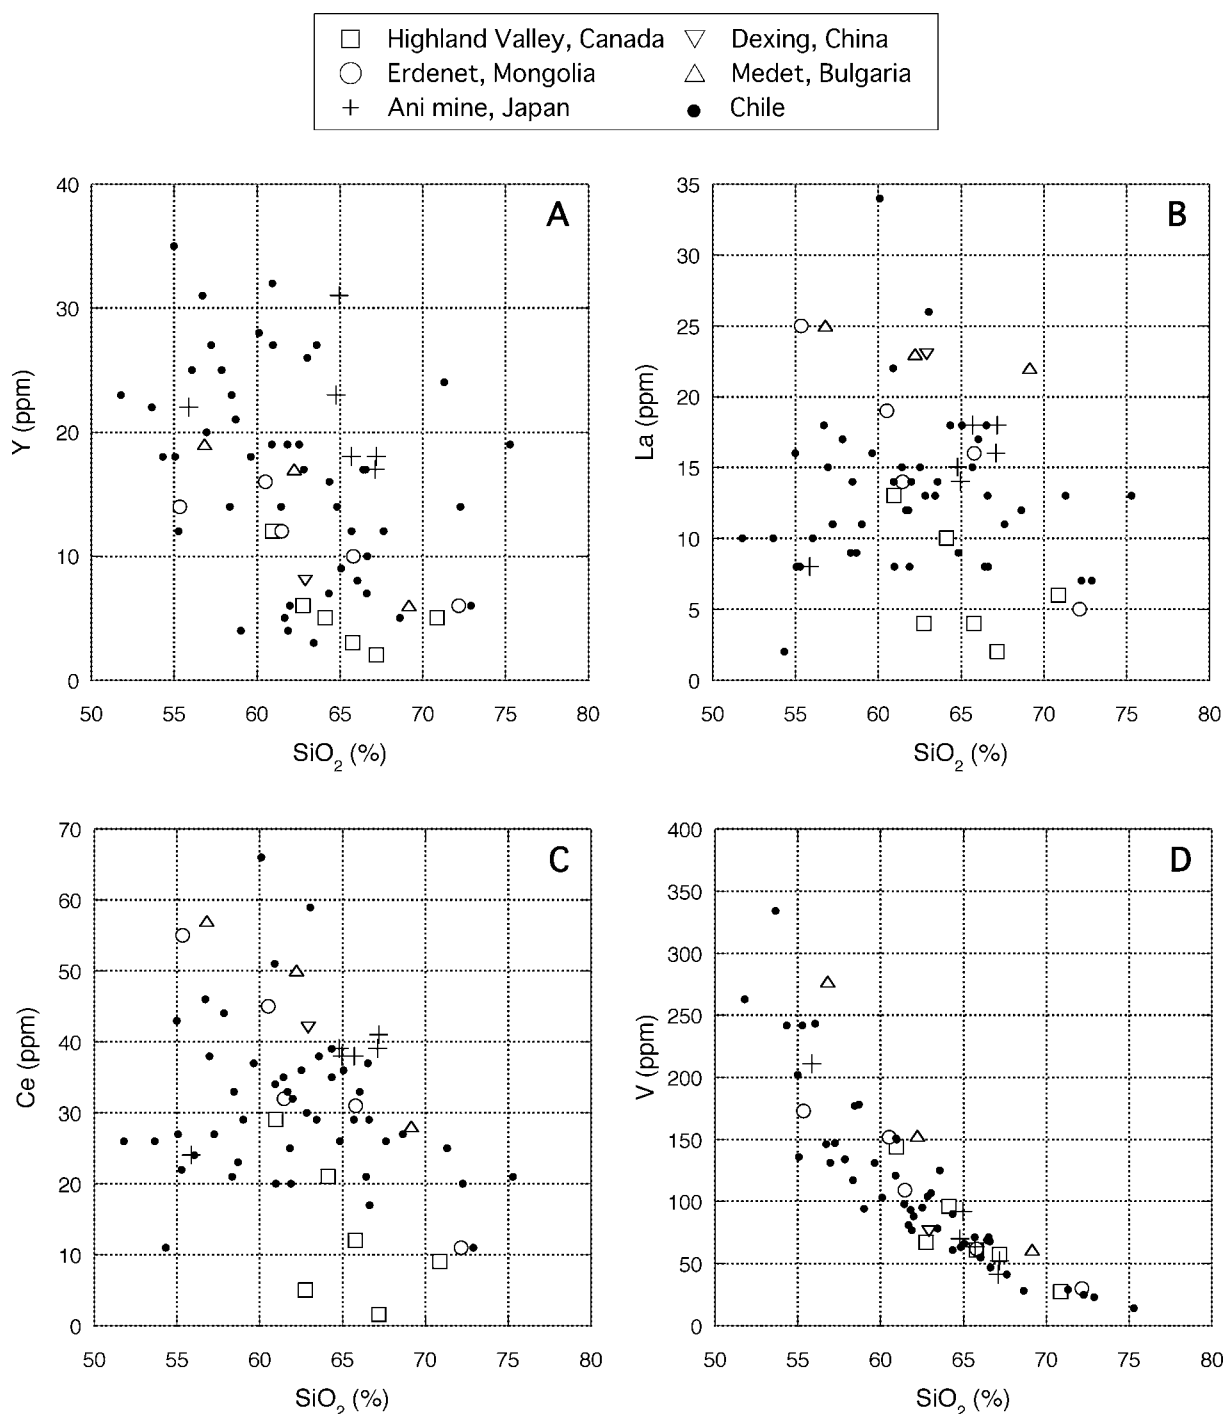 Highland Valley, Canada Dexing, China
Erdenet, Mongolia Medet, Bulgaria
Ani mine, Japan Chile
A
40
30
20
10
0
Y (ppm)
50 55 60 65 70 75 80
SiO2 (%)
B
35
30
25
20
15
10
5
0
La (ppm)
50 55 60 65 70 75 80
SiO2 (%)
C
70
60
50
40
30
20
10
0
Ce (ppm)
50 55 60 65 70 75 80
SiO2 (%)
D
400
350
300
250
200
150
100
50
0
V (ppm)
50 55 60 65 70 75 80
SiO2 (%)